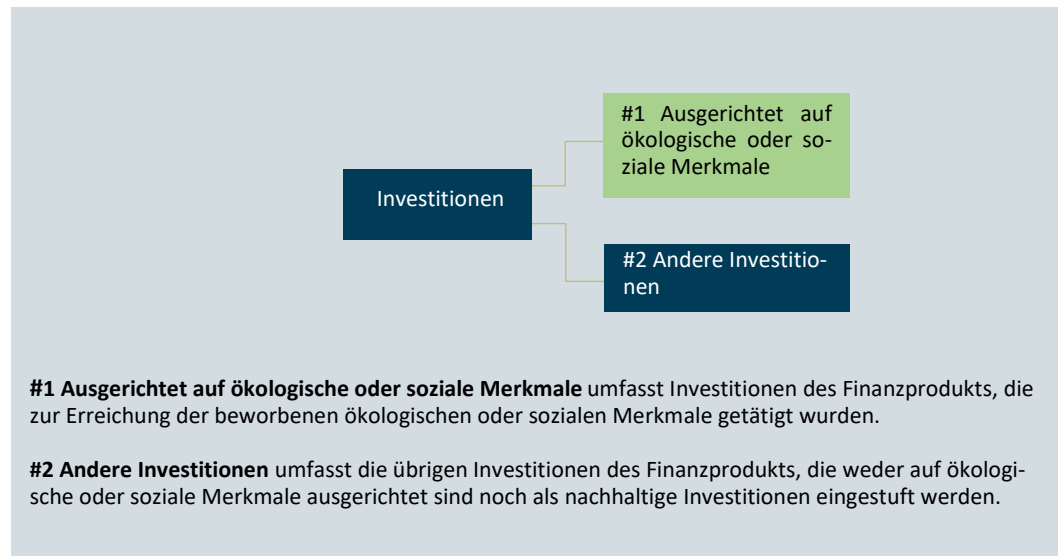 #1 Ausgerichtet auf
ökologische oder so-
ziale Merkmale
Investitionen
#2 Andere Investitio-
nen
#1 Ausgerichtet auf ökologische oder soziale Merkmale umfasst Investitionen des Finanzprodukts, die
zur Erreichung der beworbenen ökologischen oder sozialen Merkmale getätigt wurden.
#2 Andere Investitionen umfasst die übrigen Investitionen des Finanzprodukts, die weder auf ökologi-
sche oder soziale Merkmale ausgerichtet sind noch als nachhaltige Investitionen eingestuft werden.